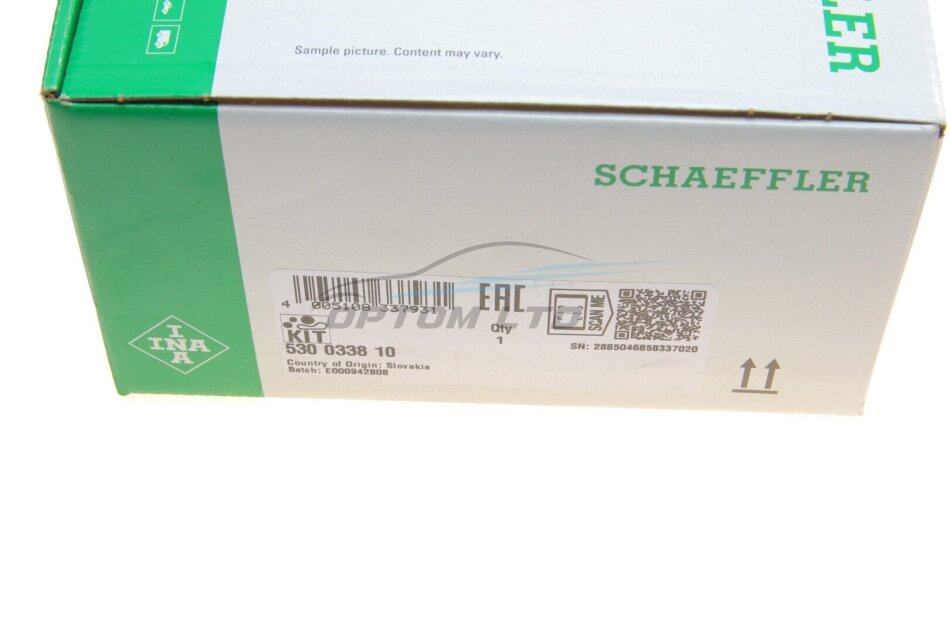 Sample picture. Content may vary.
LER
SCHAEFFLER
4 005108 337931
EAC
Qty
1
SCAN ME
KIT
530 0338 10
SN: 2885046858337020
Country of Origin: Slovakia
Batch: E000942808
INA
INA
OPTOM LTD